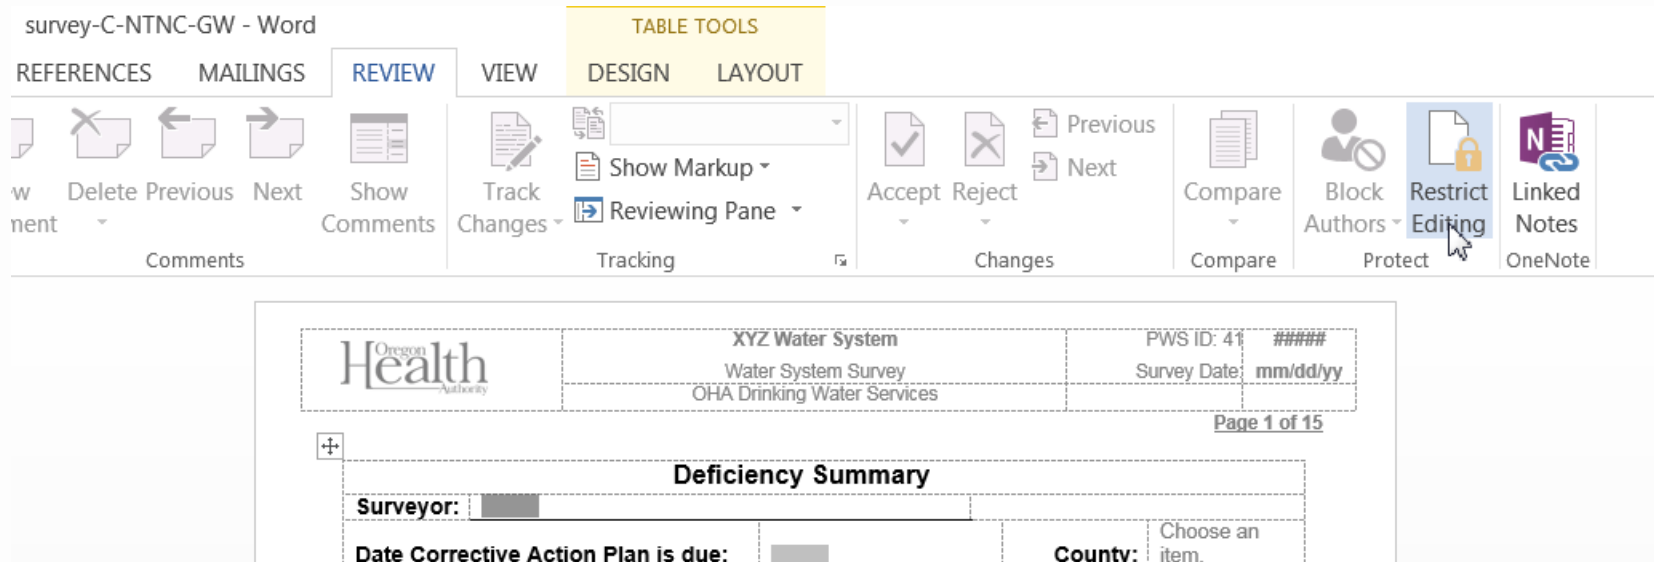 survey-C-NTNC-GW - Word
TABLE TOOLS
REFERENCES MAILINGS REVIEW VIEW DESIGN LAYOUT
w
ment
Delete
Previous
Next
Show
Comments
Comments
Track
Changes
Show Markup
Reviewing Pane
Tracking
Accept
Reject
Previous
Next
Changes
Compare
Compare
Block
Authors
Restrict
Editing
Protect
N
Linked
Notes
OneNote
Oregon
Health
Authority
XYZ Water System
Water System Survey
OHA Drinking Water Services
PWS ID: 41 #####
Survey Date: mm/dd/yy
Page 1 of 15
Deficiency Summary
Surveyor:
Date Corrective Action Plan is due:
County:
Choose an
item.